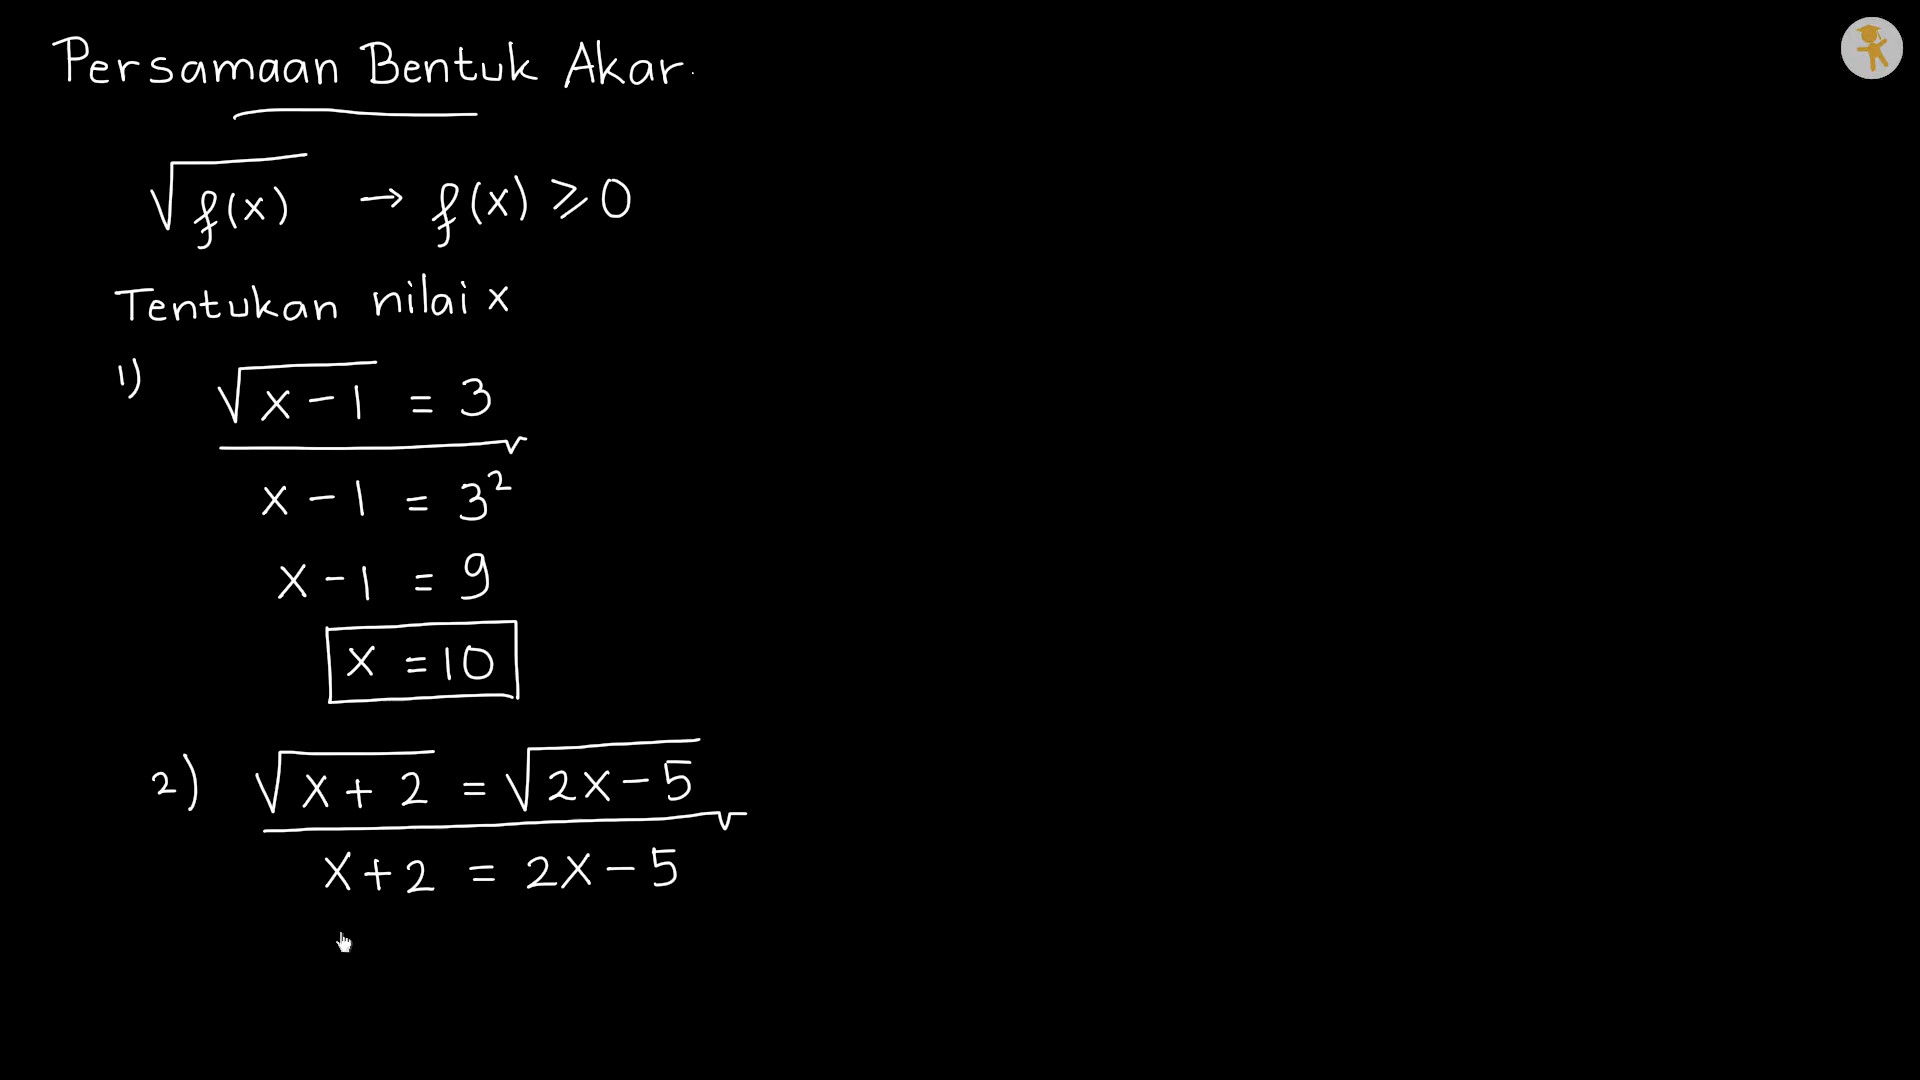 Persamaan Bentuk Akar.
√f(x) → f(x) ⩾ 0
Tentukan nilai x
1) √x - 1 = 3
x - 1 = 3²
x - 1 = 9
x = 10
2) √x + 2 = √2x - 5
x + 2 = 2x - 5